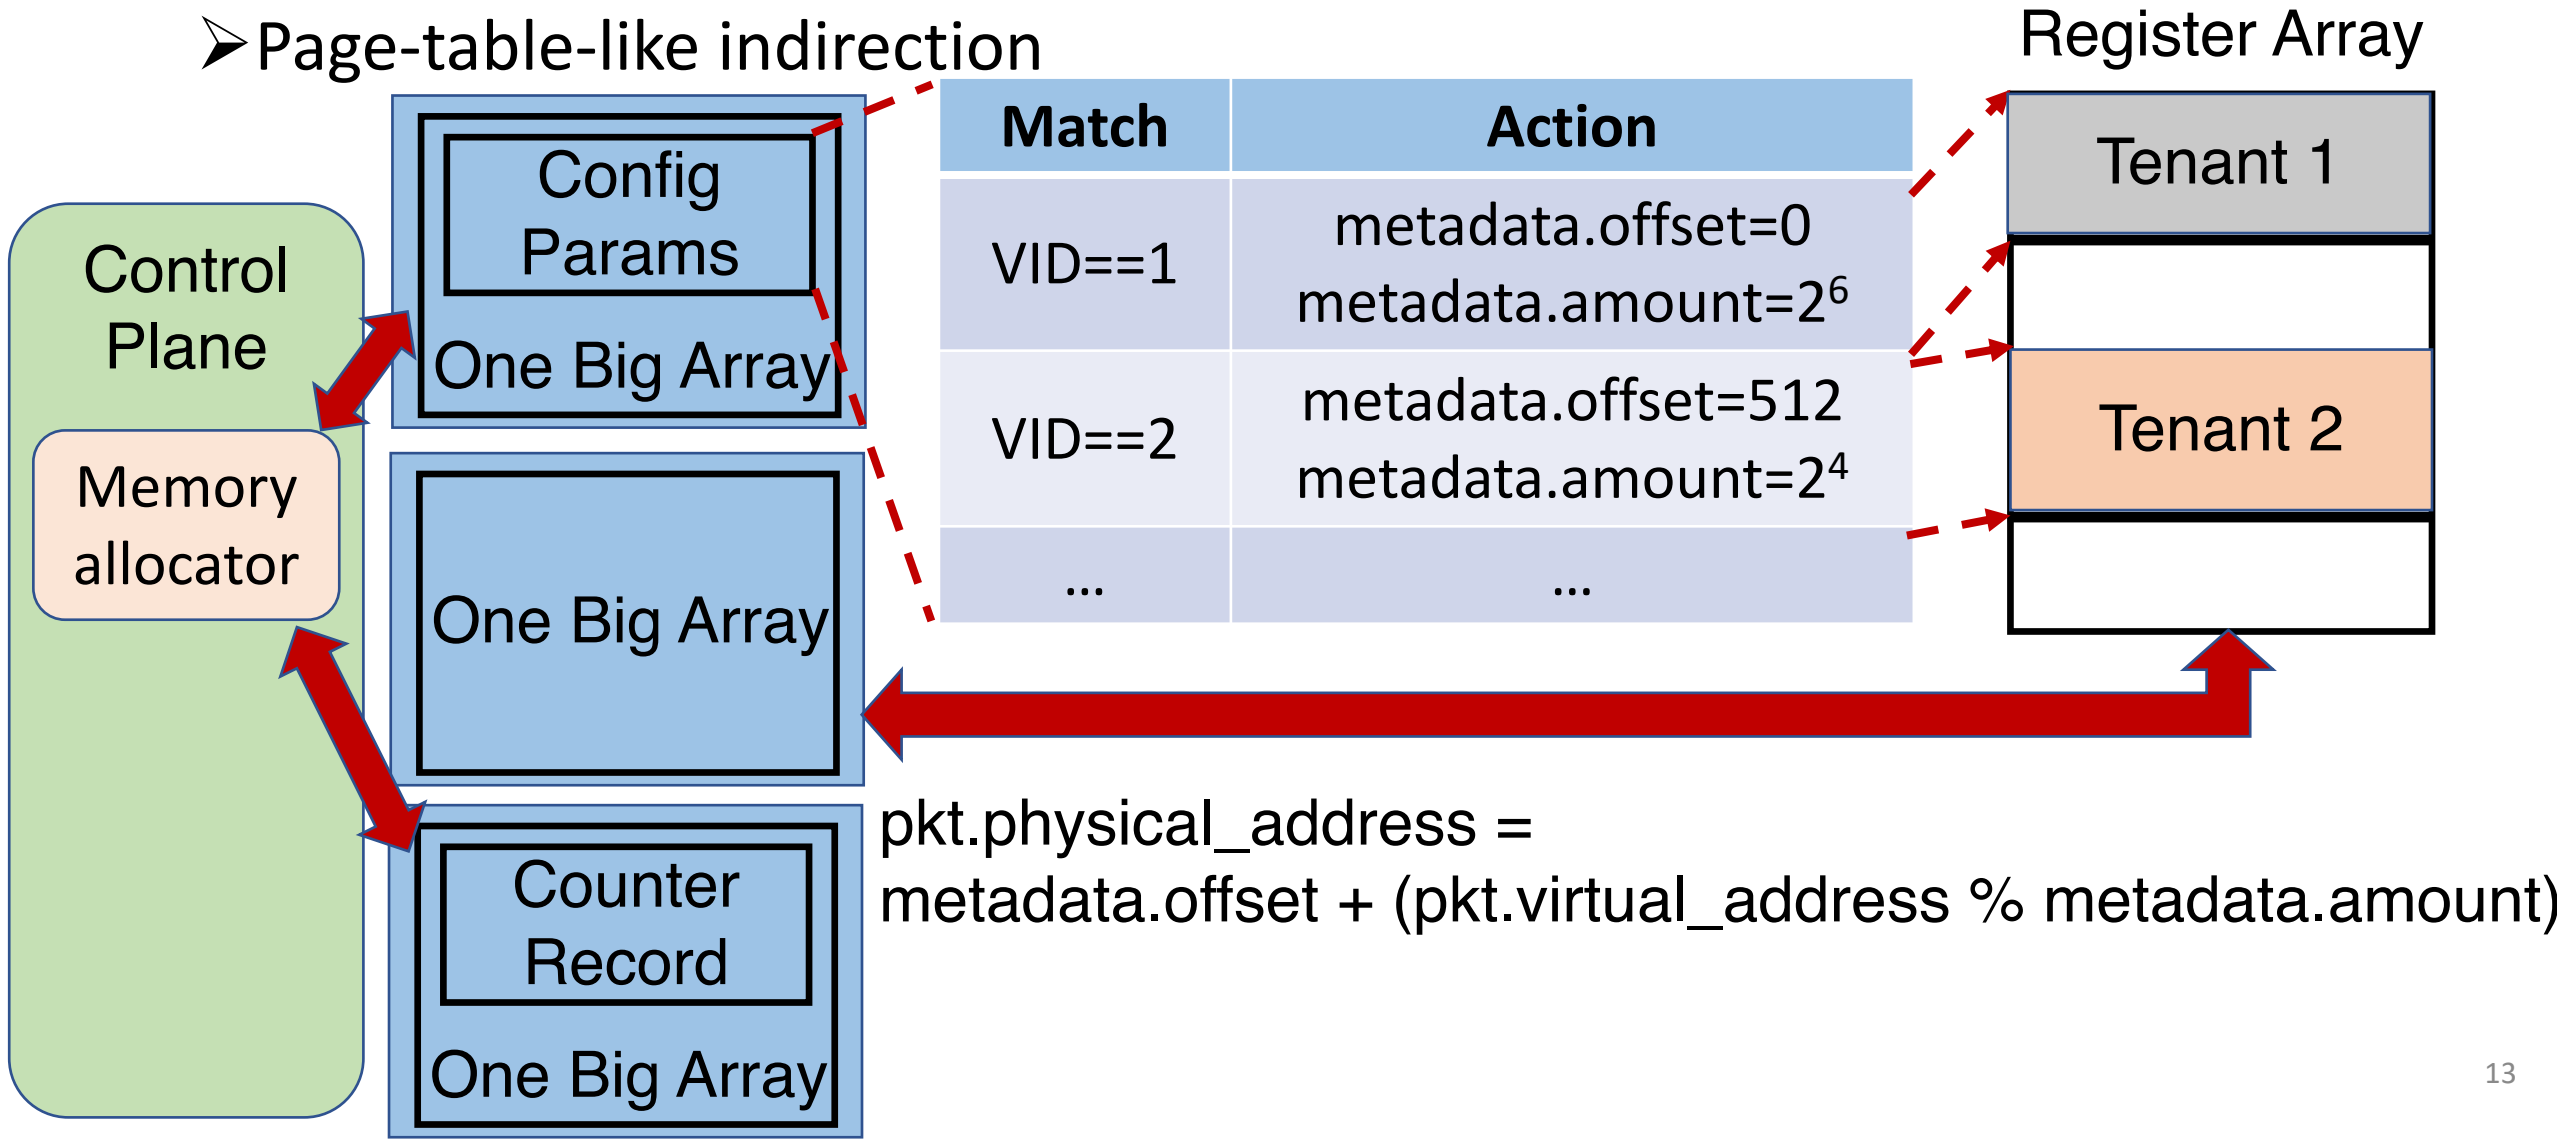 ➢Page-table-like indirection
Control
Plane
Memory
allocator
Config
Params
One Big Array
One Big Array
Counter
Record
One Big Array
Match Action
VID==1
metadata.offset=0
metadata.amount=2⁶
VID==2
metadata.offset=512
metadata.amount=2⁴
... ...
Register Array
Tenant 1
Tenant 2
pkt.physical_address =
metadata.offset + (pkt.virtual_address % metadata.amount)
13